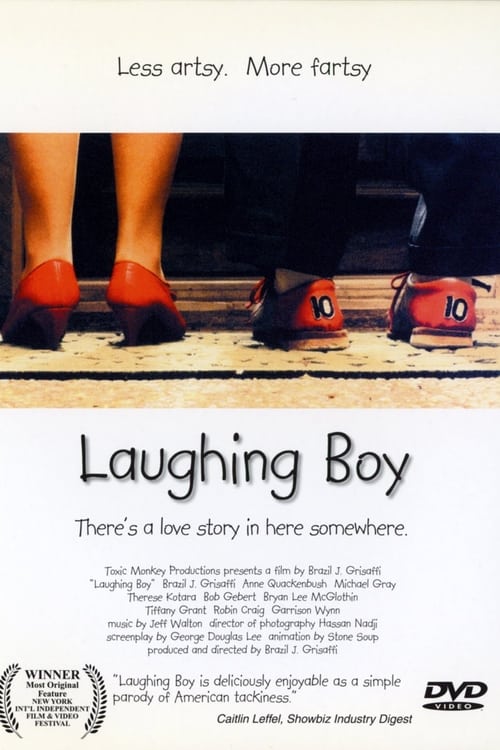 Less artsy. More fartsy
10 10
Laughing Boy
There's a love story in here somewhere.
Toxic Monkey Productions presents a film by Brazil J. Grisaffi
"Laughing Boy" Brazil J. Grisaffi Anne Quackenbush Michael Gray
Therese Kotara Bob Gebert Bryan Lee McGlothin
Tiffany Grant Robin Craig Garrison Wynn
music by Jeff Walton director of photography Hassan Nadji
screenplay by George Douglas Lee animation by Stone Soup
produced and directed by Brazil J. Grisaffi
WINNER
Most Original
Feature
NEW YORK
INT'L INDEPENDENT
FILM & VIDEO
FESTIVAL
"Laughing Boy is deliciously enjoyable as a simple
parody of American tackiness."
Caitlin Leffel, Showbiz Industry Digest
DVD
VIDEO